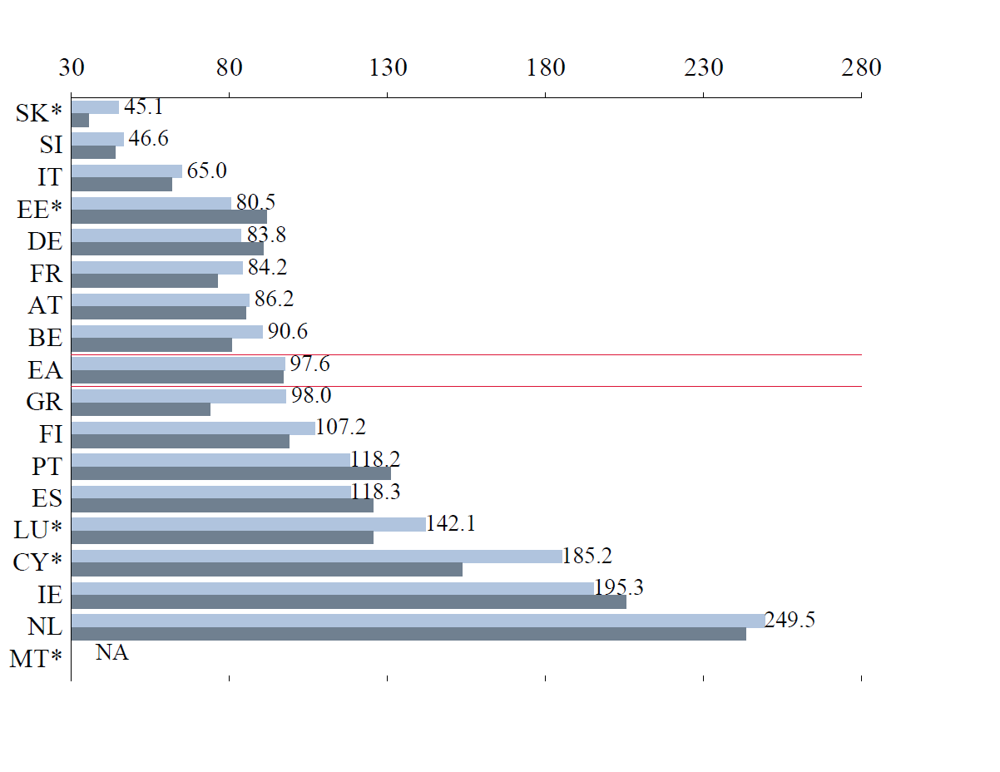 30 80 130 180 230 280
SK* 45.1
SI 46.6
IT 65.0
EE* 80.5
DE 83.8
FR 84.2
AT 86.2
BE 90.6
EA 97.6
GR 98.0
FI 107.2
PT 118.2
ES 118.3
LU* 142.1
CY* 185.2
IE 195.3
NL 249.5
MT* NA